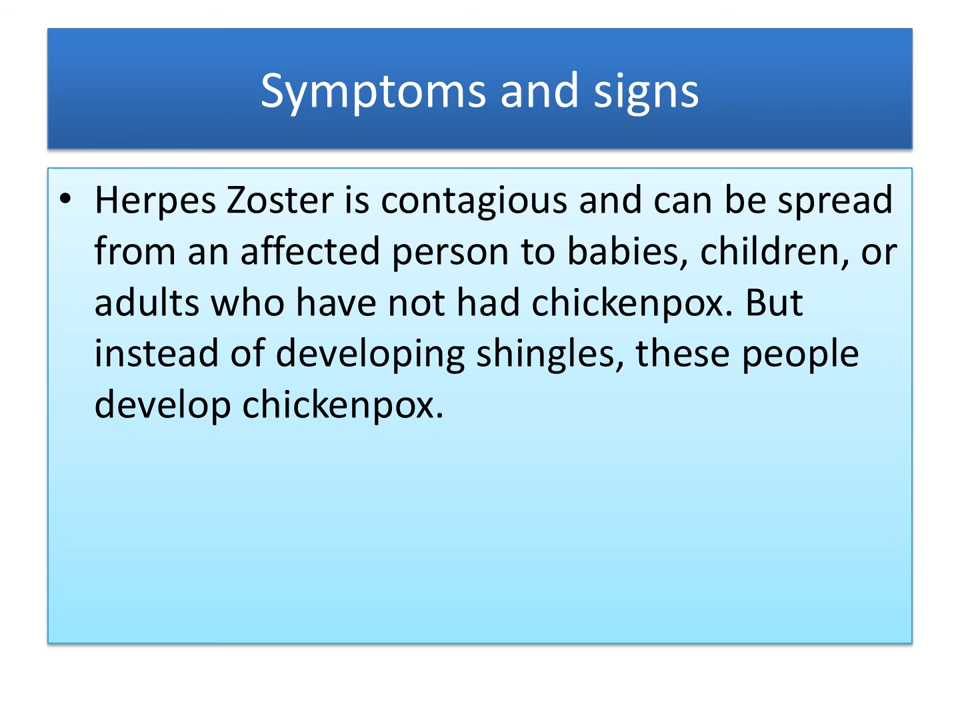 Symptoms and signs
• Herpes Zoster is contagious and can be spread
from an affected person to babies, children, or
adults who have not had chickenpox. But
instead of developing shingles, these people
develop chickenpox.